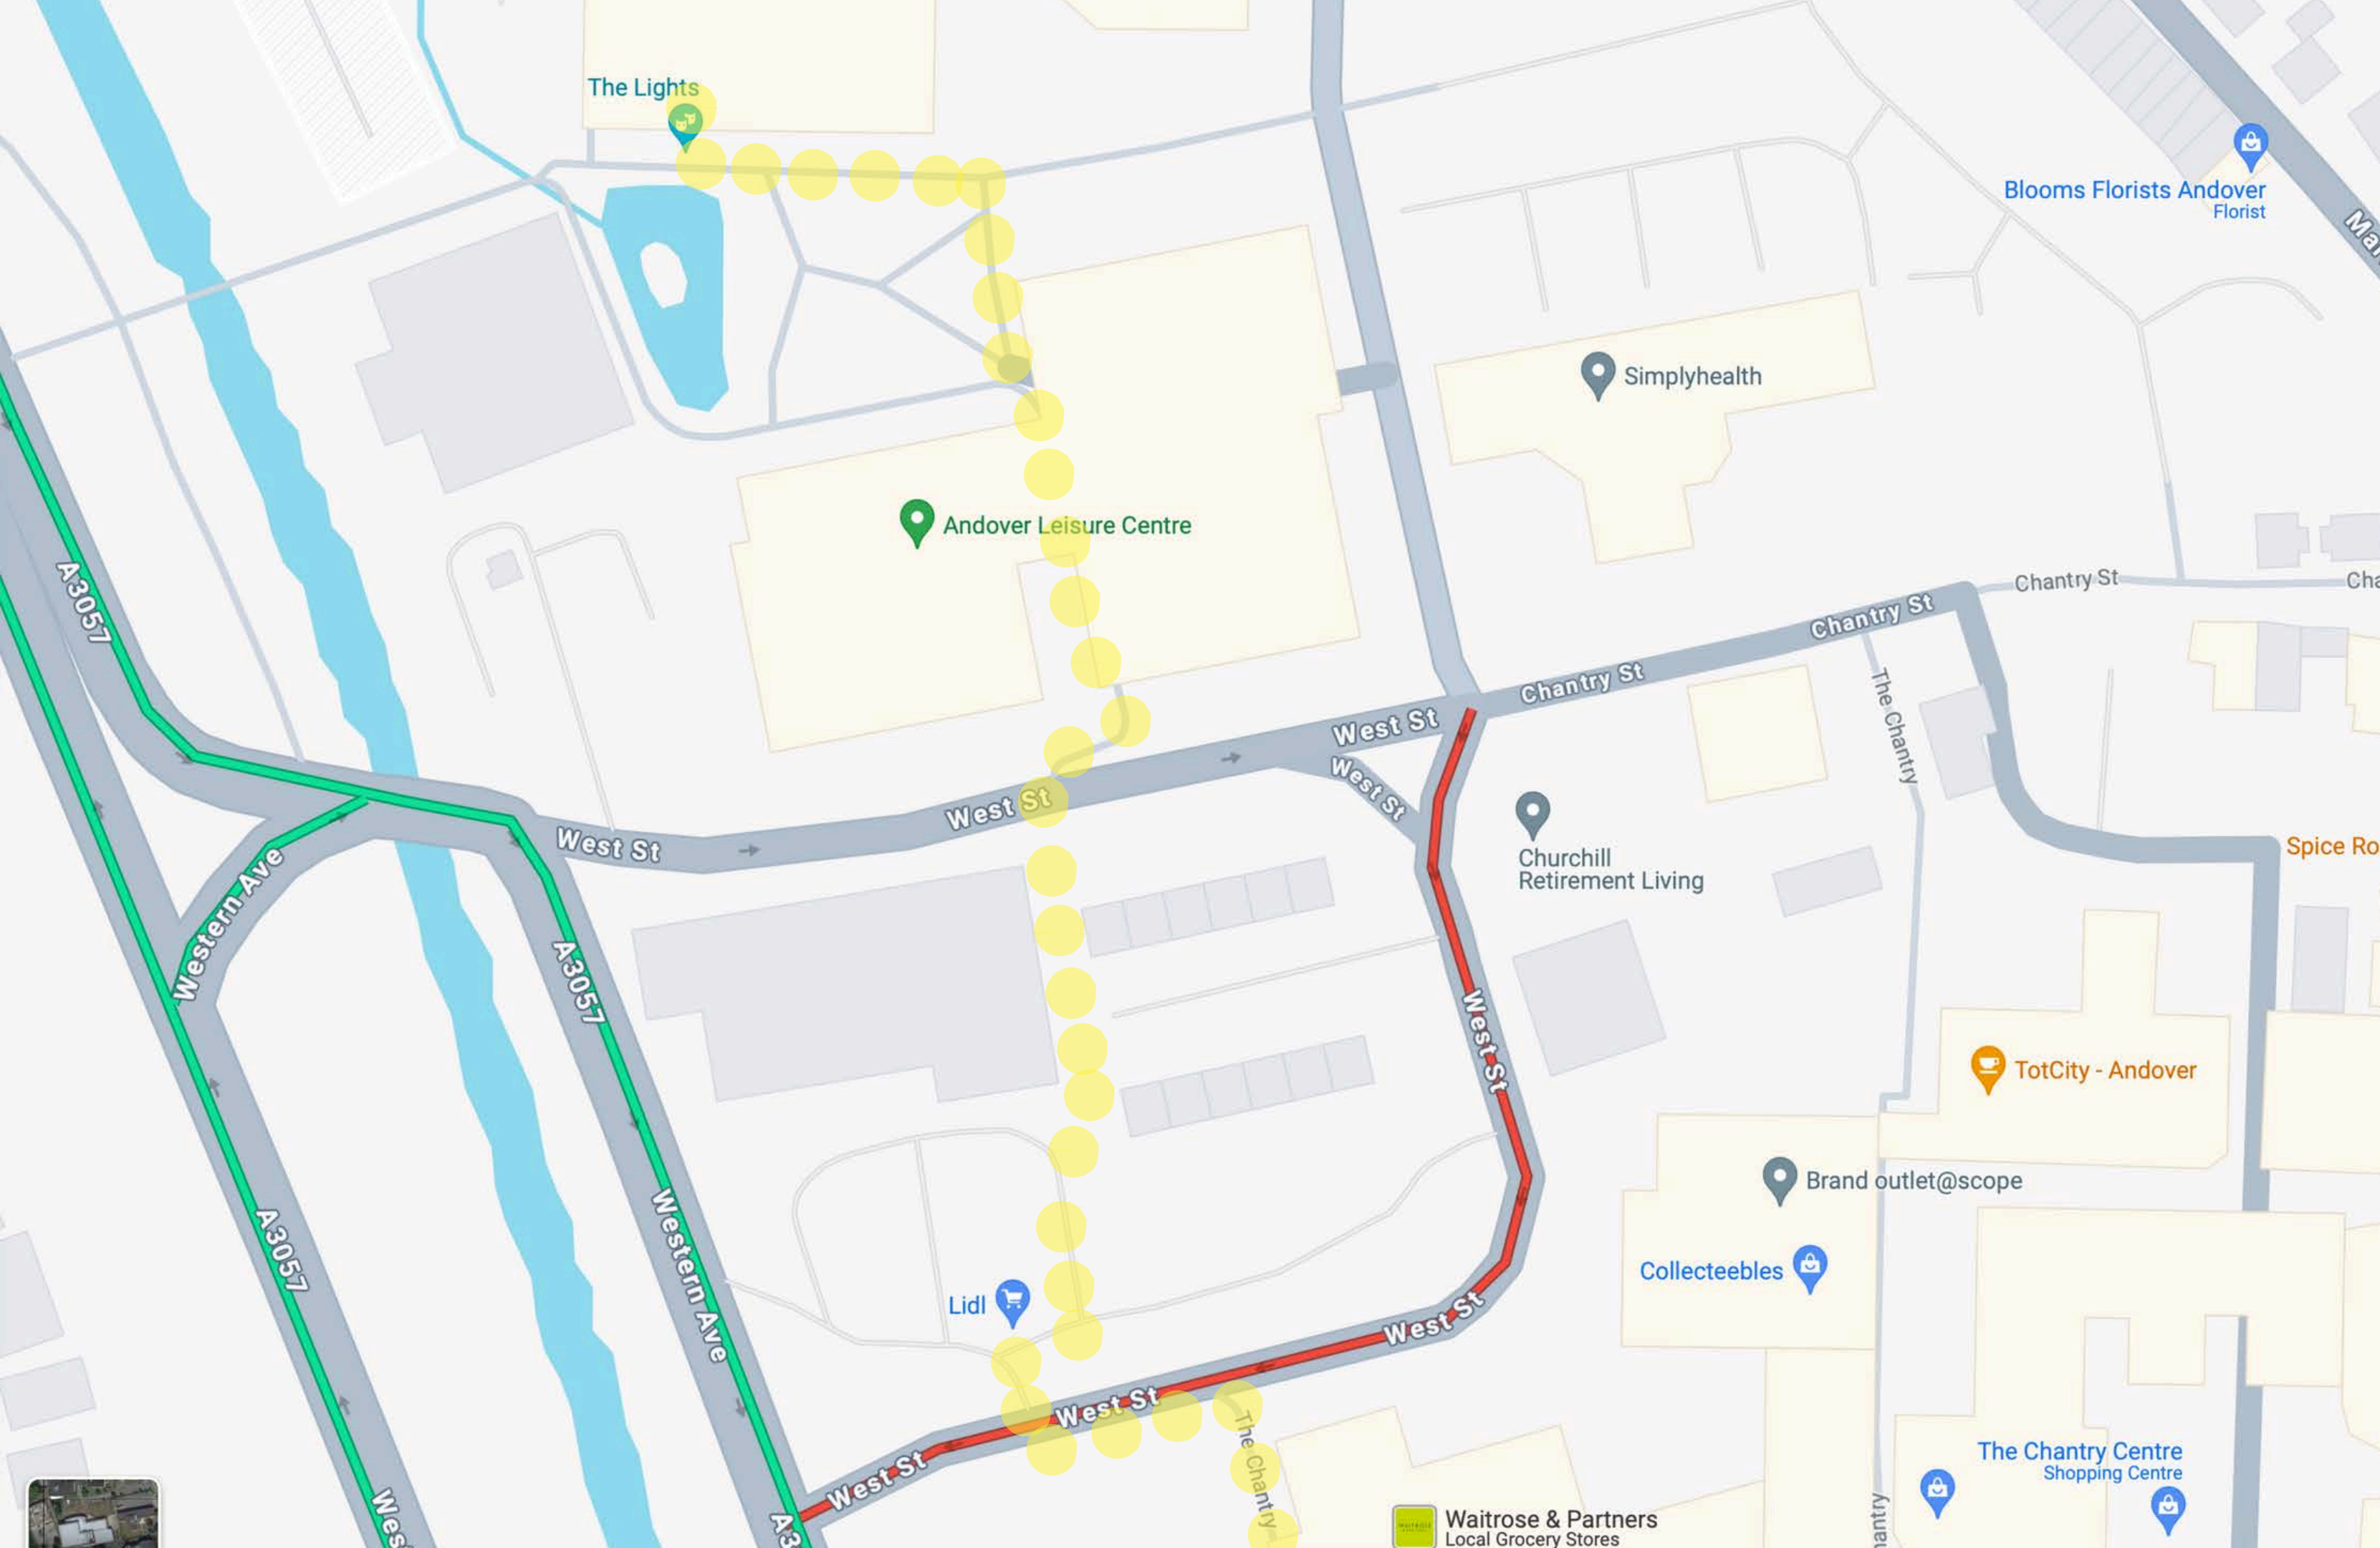 The Lights
Blooms Florists Andover
Florist
Simplyhealth
Andover Leisure Centre
A3057
Chantry St
Chantry St
Chantry St
The Chantry
West St
West St
West St
West St
Western Ave
A3057
Churchill
Retirement Living
Spice Ro
West St
TotCity - Andover
Brand outlet@scope
Collecteebles
Western Ave
A3057
Lidl
West St
West St
West St
The Chantry
The Chantry Centre
Shopping Centre
Waitrose & Partners
Local Grocery Stores